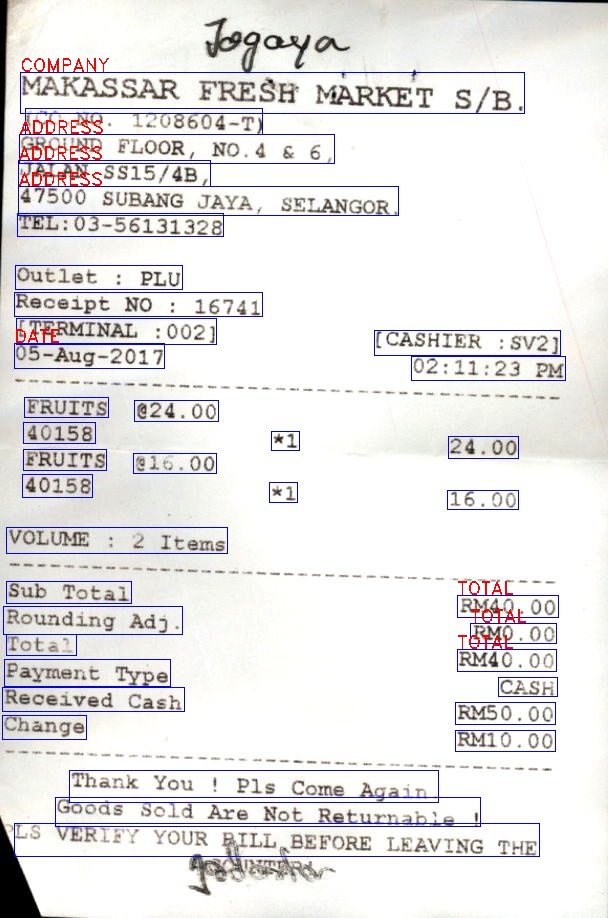 Jogoya
COMPANY
MAKASSAR FRESH MARKET S/B.
(CO NO. 1208604-T)
ADDRESS
GROUND FLOOR, NO.4 & 6,
ADDRESS
JALAN SS15/4B,
ADDRESS
47500 SUBANG JAYA, SELANGOR.
TEL:03-56131328
Outlet : PLU
Receipt NO : 16741
[TERMINAL :002] [CASHIER :SV2]
DATE
05-Aug-2017 02:11:23 PM
FRUITS @24.00
40158 *1 24.00
FRUITS @16.00
40158 *1 16.00
VOLUME : 2 Items
TOTAL
Sub Total RM40.00
TOTAL
Rounding Adj. RM0.00
TOTAL
Total RM40.00
Payment Type CASH
Received Cash RM50.00
Change RM10.00
Thank You ! Pls Come Again.
Goods Sold Are Not Returnable !
PLS VERIFY YOUR BILL BEFORE LEAVING THE